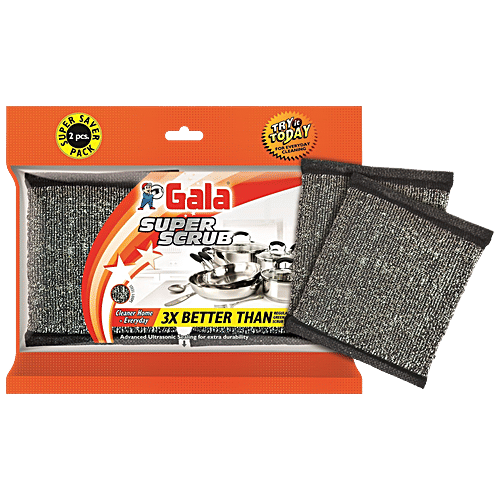 SUPER SAVER
2 pcs.
PACK
TRY it
TODAY
FOR EVERYDAY
CLEANING
Gala
SUPER
SCRUB
Cleaner Home
- Everyday
3X BETTER THAN
Advanced Ultrasonic Sealing for extra durability